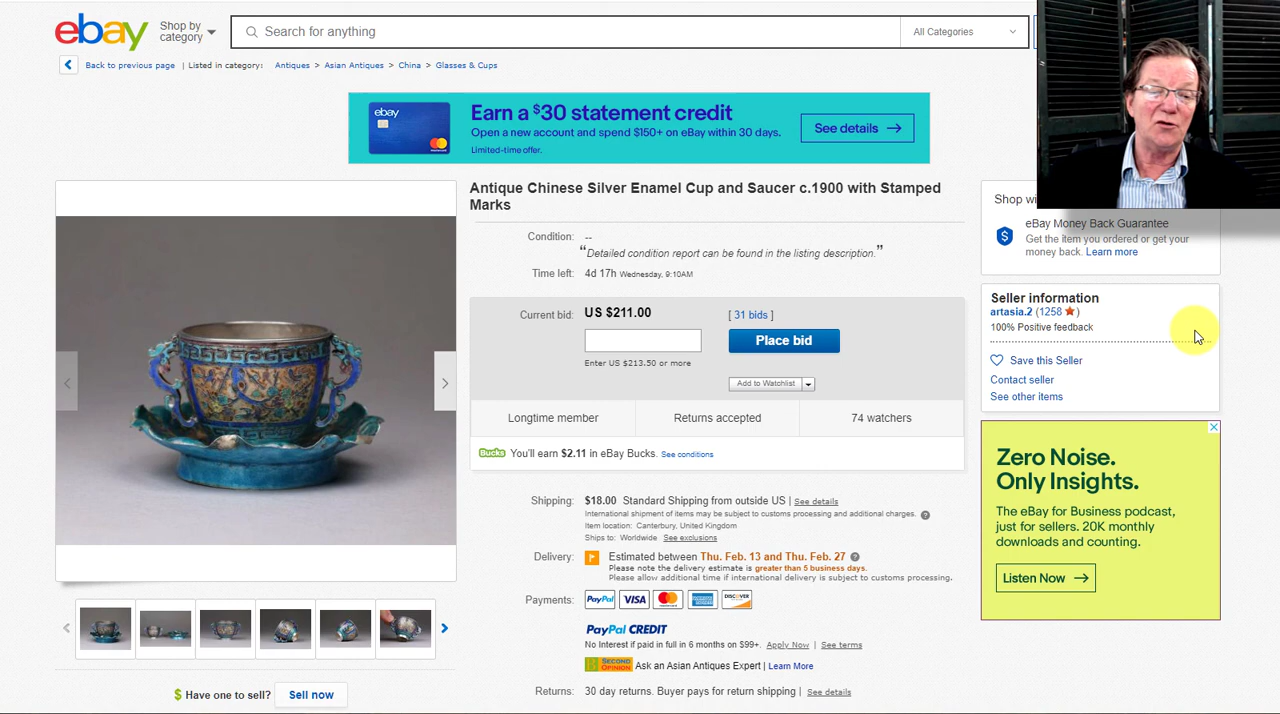 ebay
Shop by
category
Search for anything
All Categories
Back to previous page | Listed in category: Antiques > Asian Antiques > China > Glasses & Cups
ebay
Earn a $30 statement credit
Open a new account and spend $150+ on eBay within 30 days.
Limited-time offer.
See details →
Antique Chinese Silver Enamel Cup and Saucer c.1900 with Stamped
Marks
Condition: --
“Detailed condition report can be found in the listing description.”
Time left: 4d 17h Wednesday, 9:10AM
Current bid: US $211.00 [ 31 bids ]
Place bid
Enter US $213.50 or more
Add to Watchlist
Longtime member Returns accepted 74 watchers
Bucks You'll earn $2.11 in eBay Bucks. See conditions
Shipping: $18.00 Standard Shipping from outside US | See details
International shipment of items may be subject to customs processing and additional charges. ?
Item location: Canterbury, United Kingdom
Ships to: Worldwide See exclusions
Delivery: Estimated between Thu. Feb. 13 and Thu. Feb. 27 ?
Please note the delivery estimate is greater than 5 business days.
Please allow additional time if international delivery is subject to customs processing.
Payments: PayPal VISA DISCOVER
PayPal CREDIT
No Interest if paid in full in 6 months on $99+. Apply Now | See terms
SECOND OPINION Ask an Asian Antiques Expert | Learn More
Returns: 30 day returns. Buyer pays for return shipping | See details
$ Have one to sell? Sell now
Shop wi
eBay Money Back Guarantee
Get the item you ordered or get your
money back. Learn more
Seller information
artasia.2 (1258 ★)
100% Positive feedback
Save this Seller
Contact seller
See other items
Zero Noise.
Only Insights.
The eBay for Business podcast,
just for sellers. 20K monthly
downloads and counting.
Listen Now →